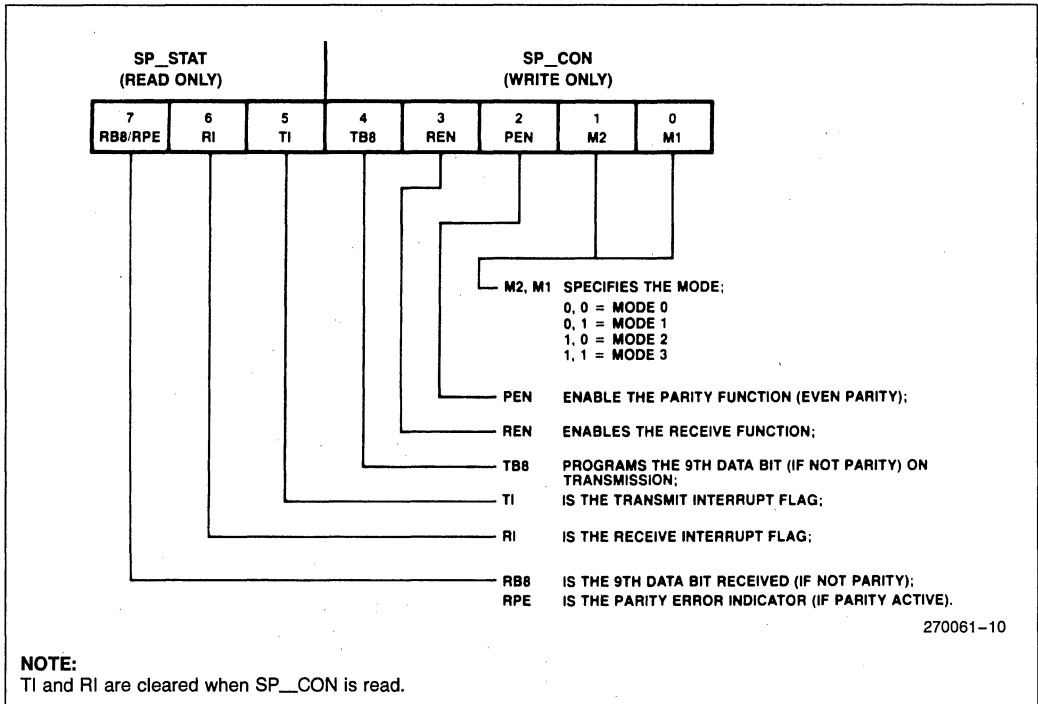 SP__STAT
(READ ONLY)
SP__CON
(WRITE ONLY)
7 6 5 4 3 2 1 0
RB8/RPE RI TI TB8 REN PEN M2 M1
M2, M1 SPECIFIES THE MODE;
0, 0 = MODE 0
0, 1 = MODE 1
1, 0 = MODE 2
1, 1 = MODE 3
PEN ENABLE THE PARITY FUNCTION (EVEN PARITY);
REN ENABLES THE RECEIVE FUNCTION;
TB8 PROGRAMS THE 9TH DATA BIT (IF NOT PARITY) ON
TRANSMISSION;
TI IS THE TRANSMIT INTERRUPT FLAG;
RI IS THE RECEIVE INTERRUPT FLAG;
RB8 IS THE 9TH DATA BIT RECEIVED (IF NOT PARITY);
RPE IS THE PARITY ERROR INDICATOR (IF PARITY ACTIVE).
270061–10
NOTE:
TI and RI are cleared when SP__CON is read.